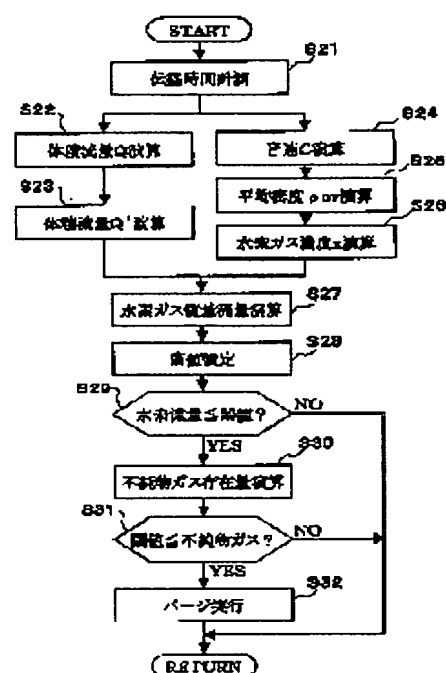 START
S21
伝播時間計測
S22
体積流量Q演算
S24
音速C演算
S23
体積流量Q'演算
S25
平均密度ρav演算
S26
水素ガス濃度x演算
S27
水素ガス質量流量演算
S28
閾値設定
S29
水素流量≦閾値?
NO
YES
S30
不純物ガス存在量演算
S31
閾値≦不純物ガス?
NO
YES
S32
パージ実行
RETURN